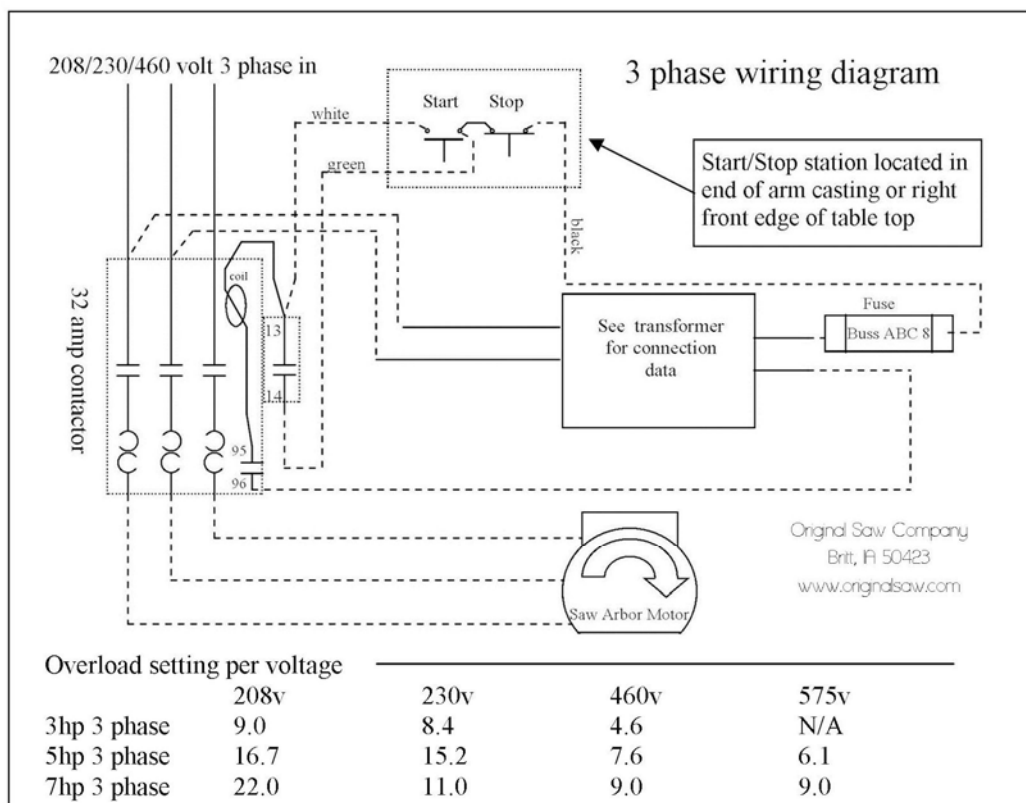 208/230/460 volt 3 phase in
3 phase wiring diagram
Start Stop
white
green
Start/Stop station located in
end of arm casting or right
front edge of table top
black
32 amp contactor
coil
13
14
95
96
See transformer
for connection
data
Fuse
Buss ABC 8
Saw Arbor Motor
Original Saw Company
Britt, IA 50423
www.originalsaw.com
Overload setting per voltage
208v 230v 460v 575v
3hp 3 phase 9.0 8.4 4.6 N/A
5hp 3 phase 16.7 15.2 7.6 6.1
7hp 3 phase 22.0 11.0 9.0 9.0